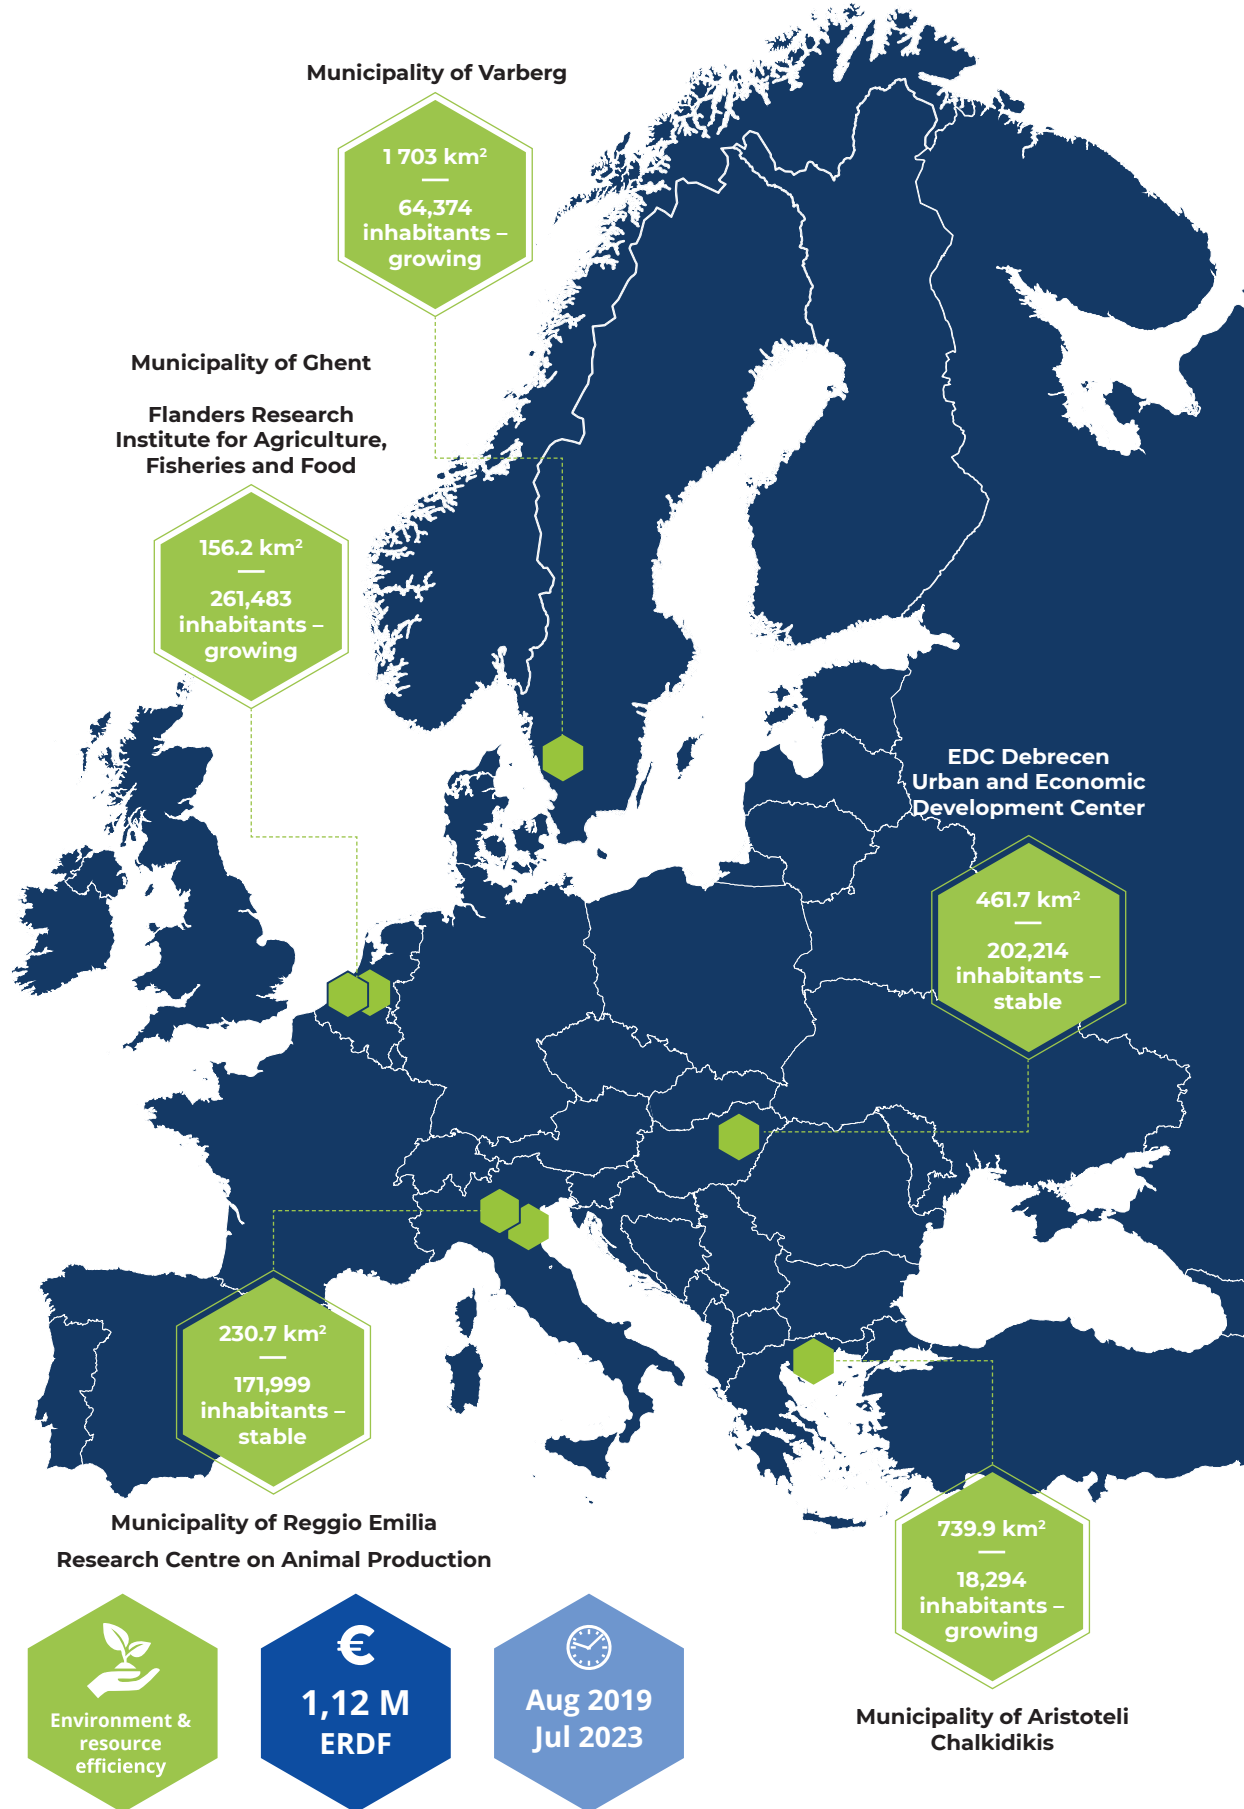 Municipality of Varberg
1 703 km²
64,374
inhabitants –
growing
Municipality of Ghent
Flanders Research
Institute for Agriculture,
Fisheries and Food
156.2 km²
261,483
inhabitants –
growing
EDC Debrecen
Urban and Economic
Development Center
461.7 km²
202,214
inhabitants –
stable
230.7 km²
171,999
inhabitants –
stable
Municipality of Reggio Emilia
Research Centre on Animal Production
739.9 km²
18,294
inhabitants –
growing
Municipality of Aristoteli
Chalkidikis
Environment &
resource
efficiency
€
1,12 M
ERDF
Aug 2019
Jul 2023